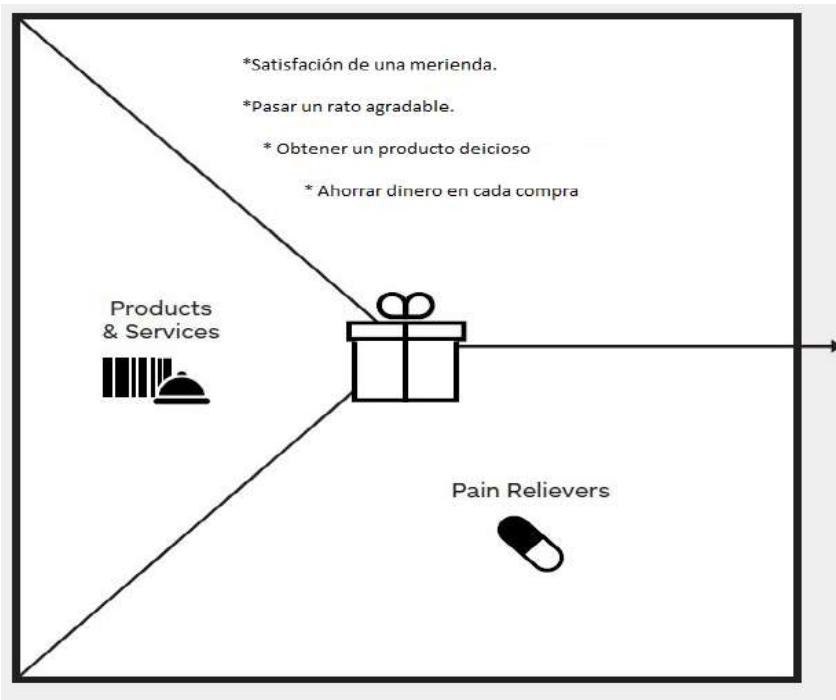 *Satisfación de una merienda.
*Pasar un rato agradable.
* Obtener un producto deicioso
* Ahorrar dinero en cada compra
Products
& Services
Pain Relievers